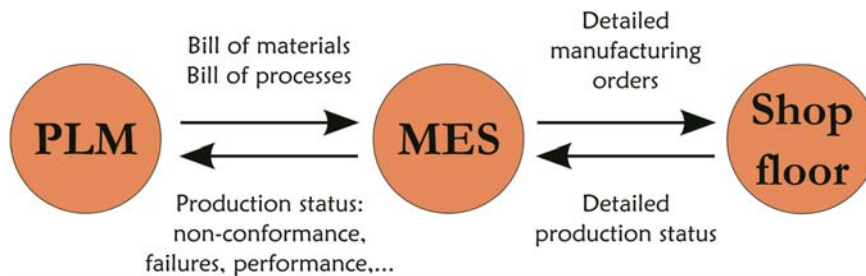 Bill of materials
Bill of processes
Detailed
manufacturing
orders
PLM
MES
Shop
floor
Production status:
non-conformance,
failures, performance,...
Detailed
production status